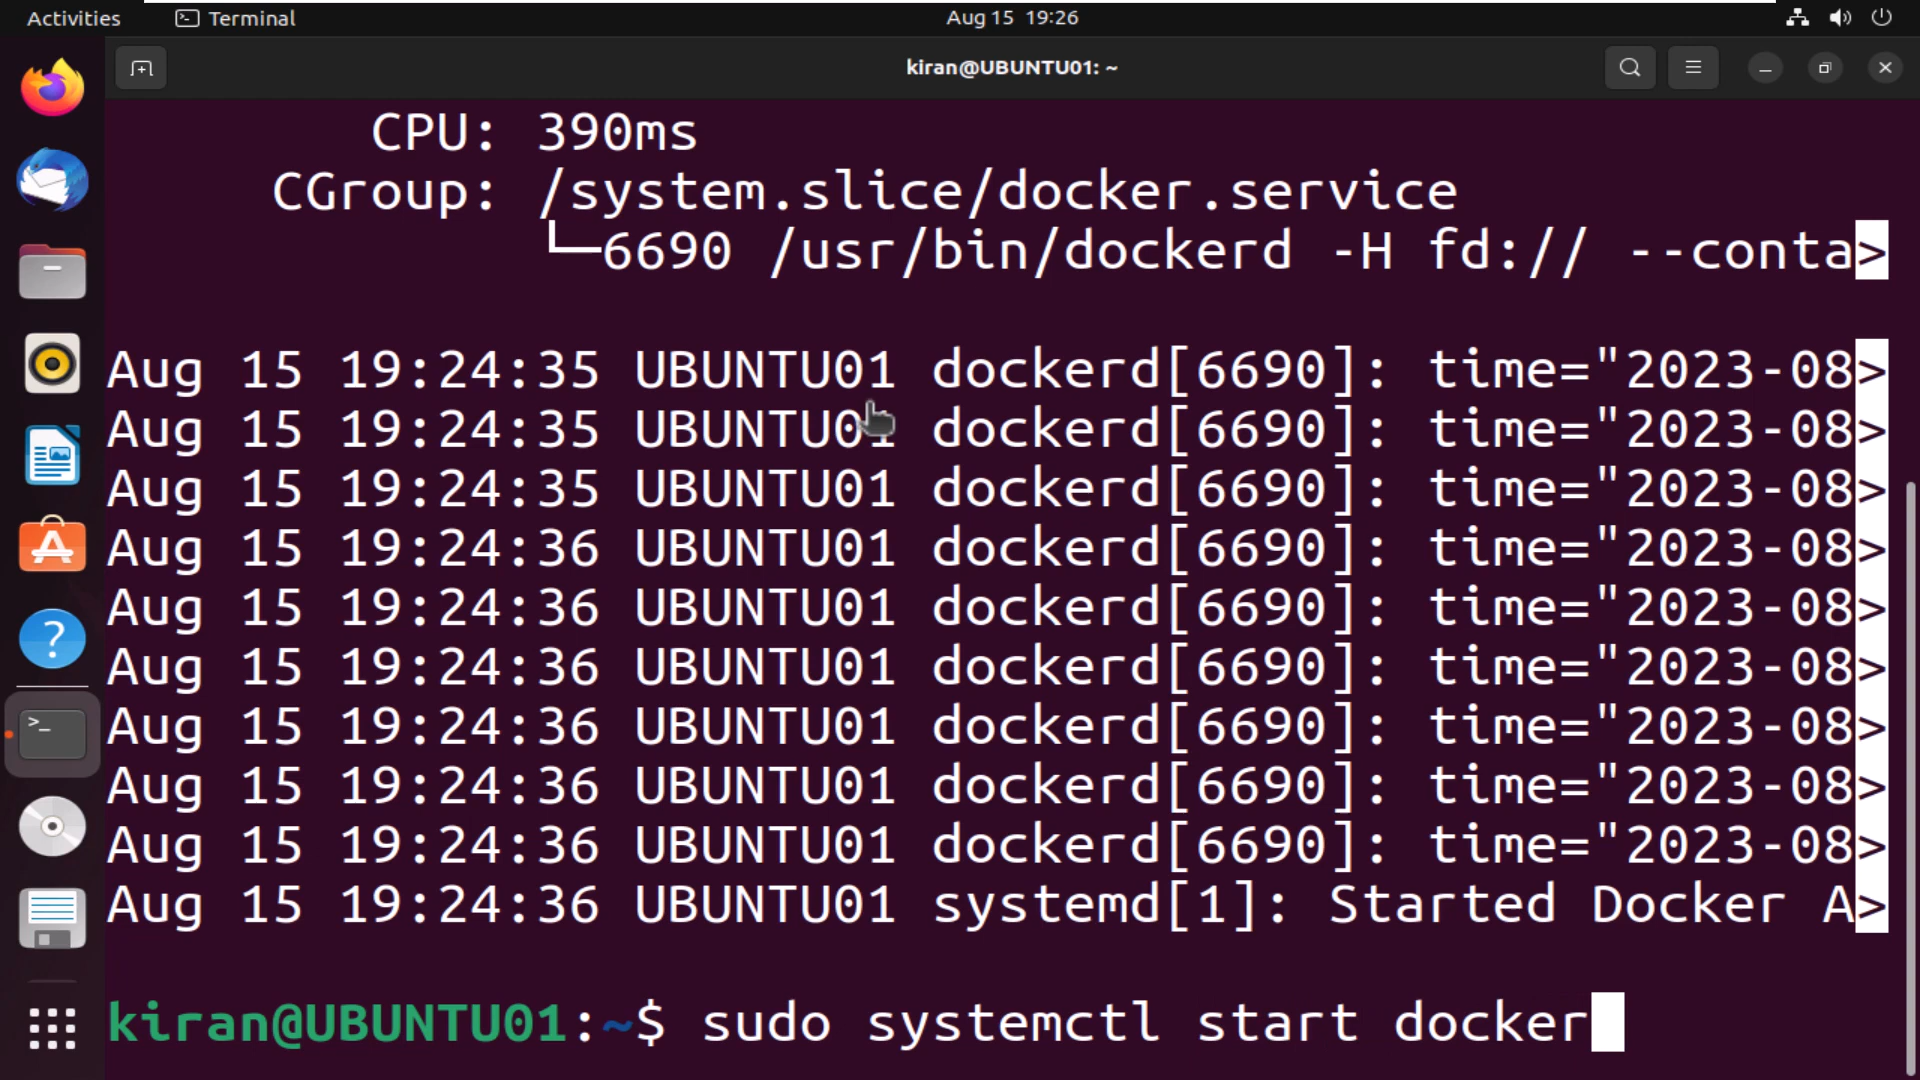 Activities Terminal Aug 15 19:26
kiran@UBUNTU01: ~
CPU: 390ms
CGroup: /system.slice/docker.service
└─6690 /usr/bin/dockerd -H fd:// --conta>
Aug 15 19:24:35 UBUNTU01 dockerd[6690]: time="2023-08>
Aug 15 19:24:35 UBUNTU01 dockerd[6690]: time="2023-08>
Aug 15 19:24:35 UBUNTU01 dockerd[6690]: time="2023-08>
Aug 15 19:24:36 UBUNTU01 dockerd[6690]: time="2023-08>
Aug 15 19:24:36 UBUNTU01 dockerd[6690]: time="2023-08>
Aug 15 19:24:36 UBUNTU01 dockerd[6690]: time="2023-08>
Aug 15 19:24:36 UBUNTU01 dockerd[6690]: time="2023-08>
Aug 15 19:24:36 UBUNTU01 dockerd[6690]: time="2023-08>
Aug 15 19:24:36 UBUNTU01 dockerd[6690]: time="2023-08>
Aug 15 19:24:36 UBUNTU01 systemd[1]: Started Docker A>
kiran@UBUNTU01:~$ sudo systemctl start docker